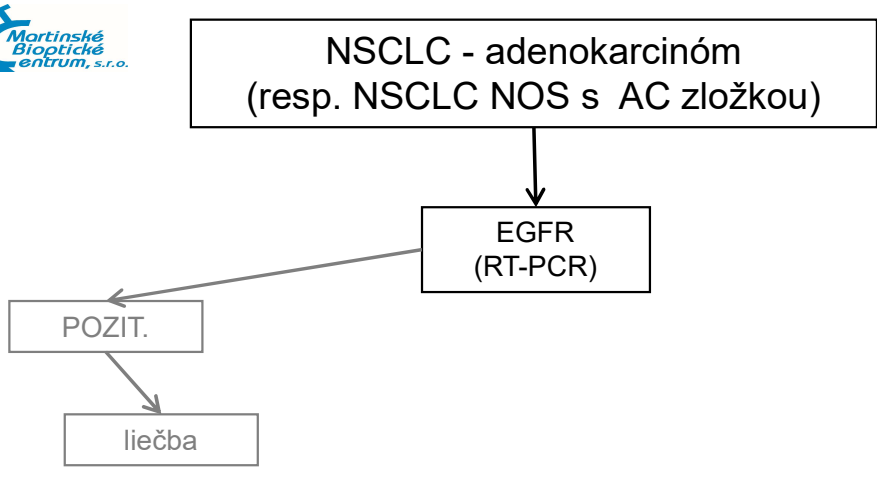 Martinské
Bioptické
Centrum, s.r.o.
NSCLC - adenokarcinóm
(resp. NSCLC NOS s AC zložkou)
EGFR
(RT-PCR)
POZIT.
liečba